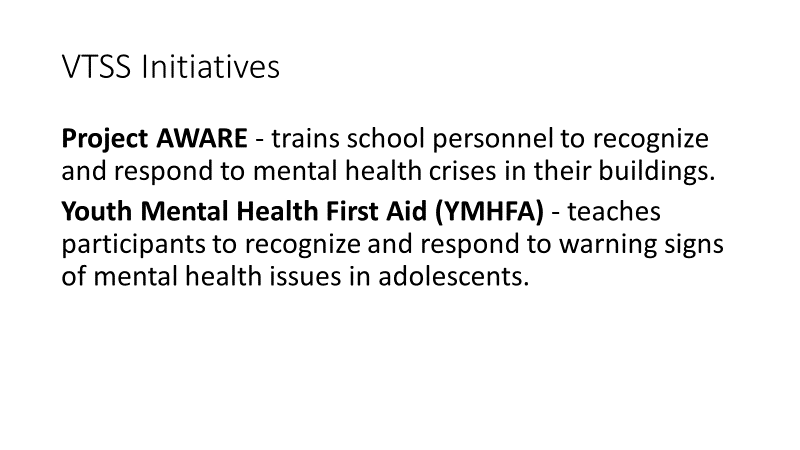 VTSS Initiatives
Project AWARE - trains school personnel to recognize
and respond to mental health crises in their buildings.
Youth Mental Health First Aid (YMHFA) - teaches
participants to recognize and respond to warning signs
of mental health issues in adolescents.